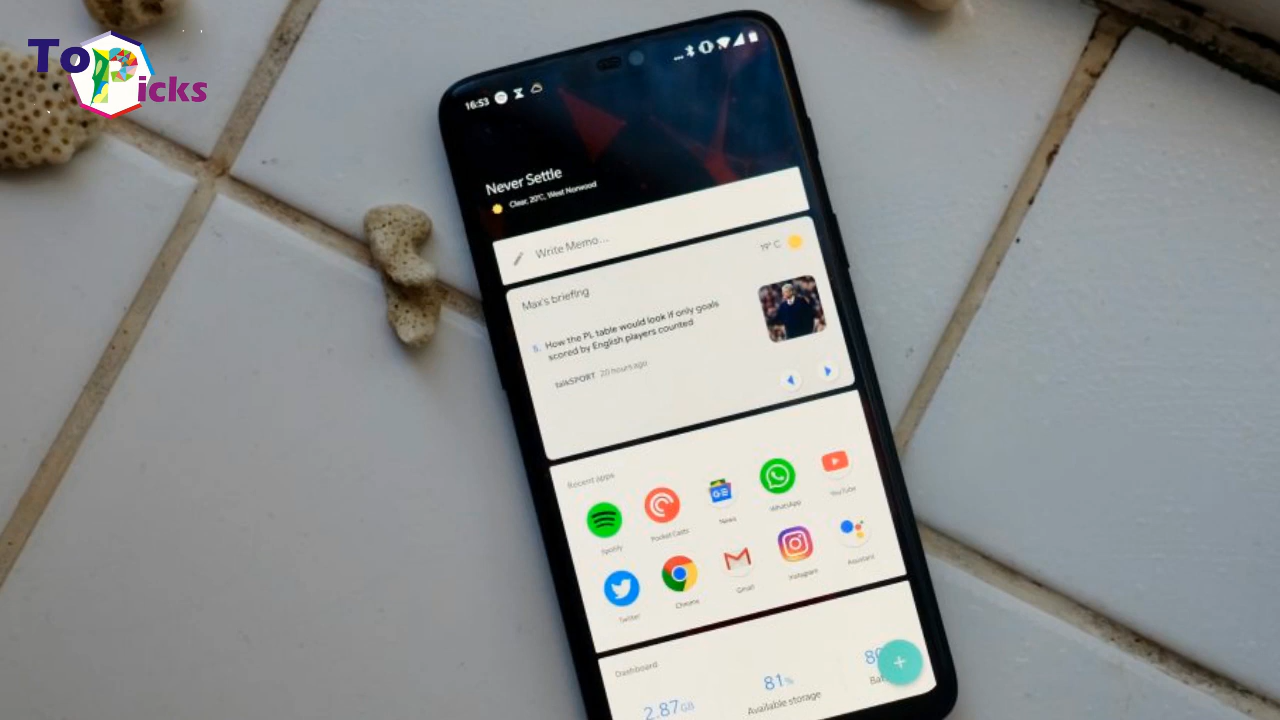 ToPicks
16:53
Never Settle
Clear, 20°C, West Norwood
Write Memo...
19° C
Max's briefing
5. How the PL table would look if only goals
scored by English players counted
talkSPORT 20 hours ago
Recent apps
Spotify
Pocket Casts
News
WhatsApp
YouTube
Twitter
Chrome
Gmail
Instagram
Assistant
Dashboard
2.87GB
81%
Available storage
+